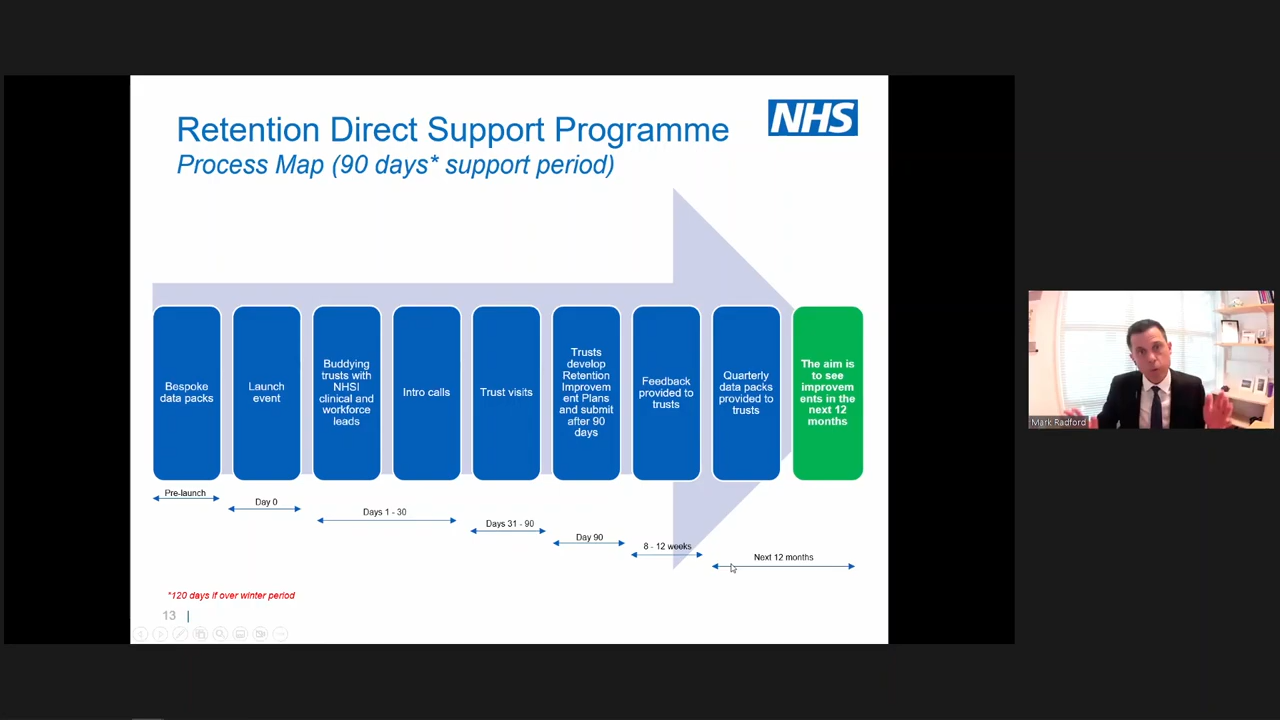 Retention Direct Support Programme
NHS
Process Map (90 days* support period)
Bespoke
data packs
Launch
event
Buddying
trusts with
NHSI
clinical and
workforce
leads
Intro calls
Trust visits
Trusts
develop
Retention
Improvem
ent Plans
and submit
after 90
days
Feedback
provided to
trusts
Quarterly
data packs
provided to
trusts
The aim is
to see
improvem
ents in the
next 12
months
Pre-launch
Day 0
Days 1 - 30
Days 31 - 90
Day 90
8 - 12 weeks
Next 12 months
*120 days if over winter period
13 |
Mark Radford